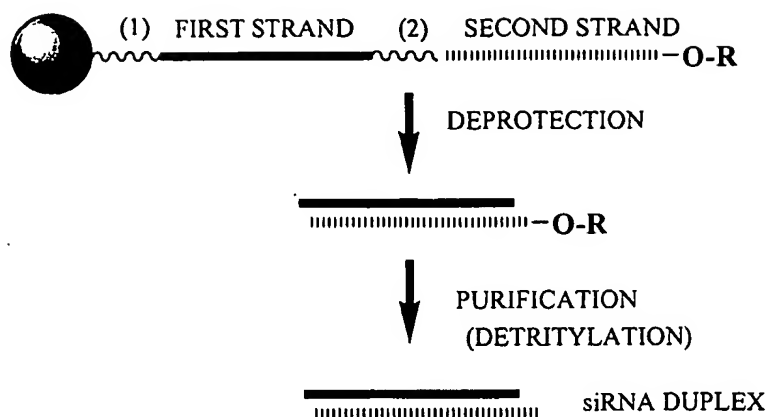 (1) FIRST STRAND (2) SECOND STRAND
O-R
DEPROTECTION
O-R
PURIFICATION
(DETRITYLATION)
siRNA DUPLEX